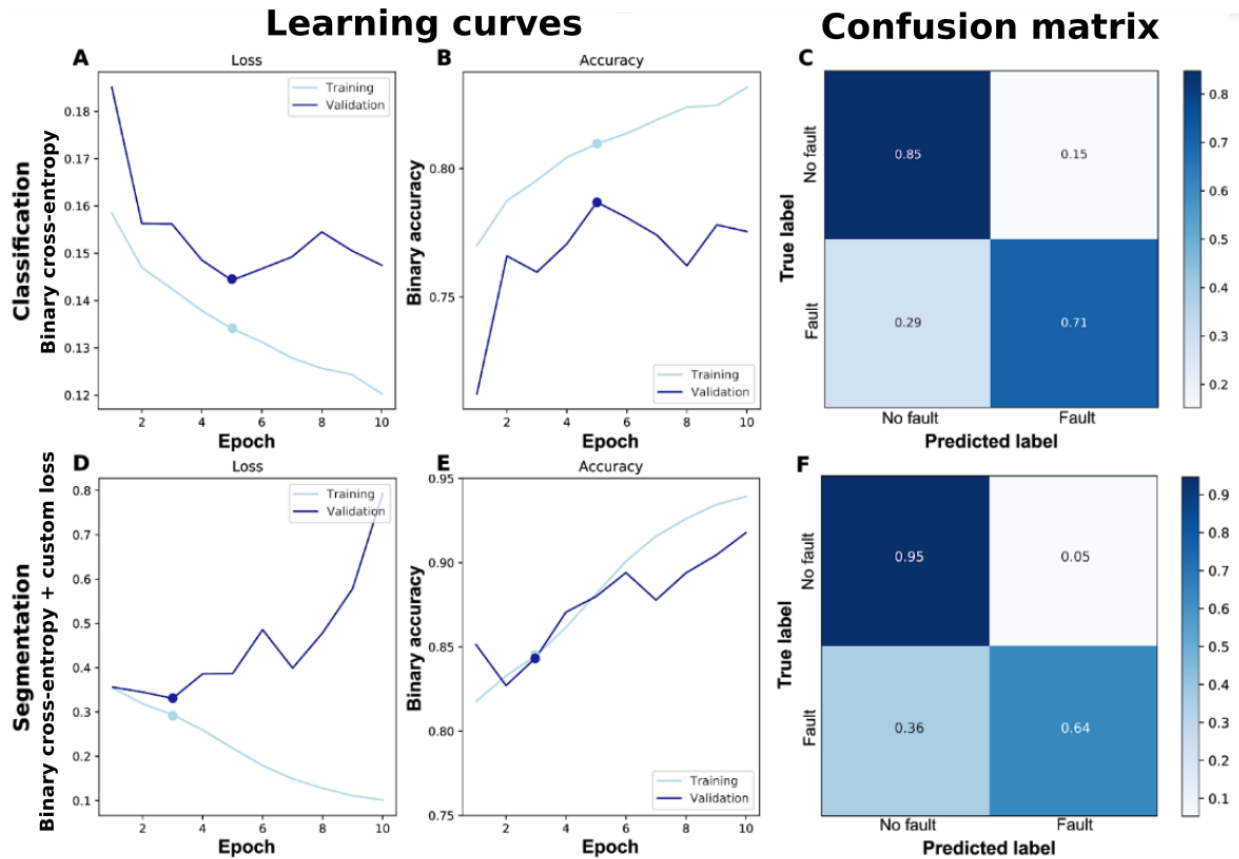 Learning curves
Confusion matrix
Classification
Binary cross-entropy
A
Loss
Training
Validation
0.18
0.17
0.16
0.15
0.14
0.13
0.12
2
4
6
8
10
Epoch
B
Accuracy
Binary accuracy
0.80
0.75
Training
Validation
2
4
6
8
10
Epoch
C
True label
No fault
Fault
0.85
0.15
0.29
0.71
No fault
Fault
Predicted label
0.8
0.7
0.6
0.5
0.4
0.3
0.2
Segmentation
Binary cross-entropy + custom loss
D
Loss
Training
Validation
0.8
0.7
0.6
0.5
0.4
0.3
0.2
0.1
2
4
6
8
10
Epoch
E
Accuracy
Binary accuracy
0.95
0.90
0.85
0.80
0.75
Training
Validation
2
4
6
8
10
Epoch
F
True label
No fault
Fault
0.95
0.05
0.36
0.64
No fault
Fault
Predicted label
0.9
0.8
0.7
0.6
0.5
0.4
0.3
0.2
0.1